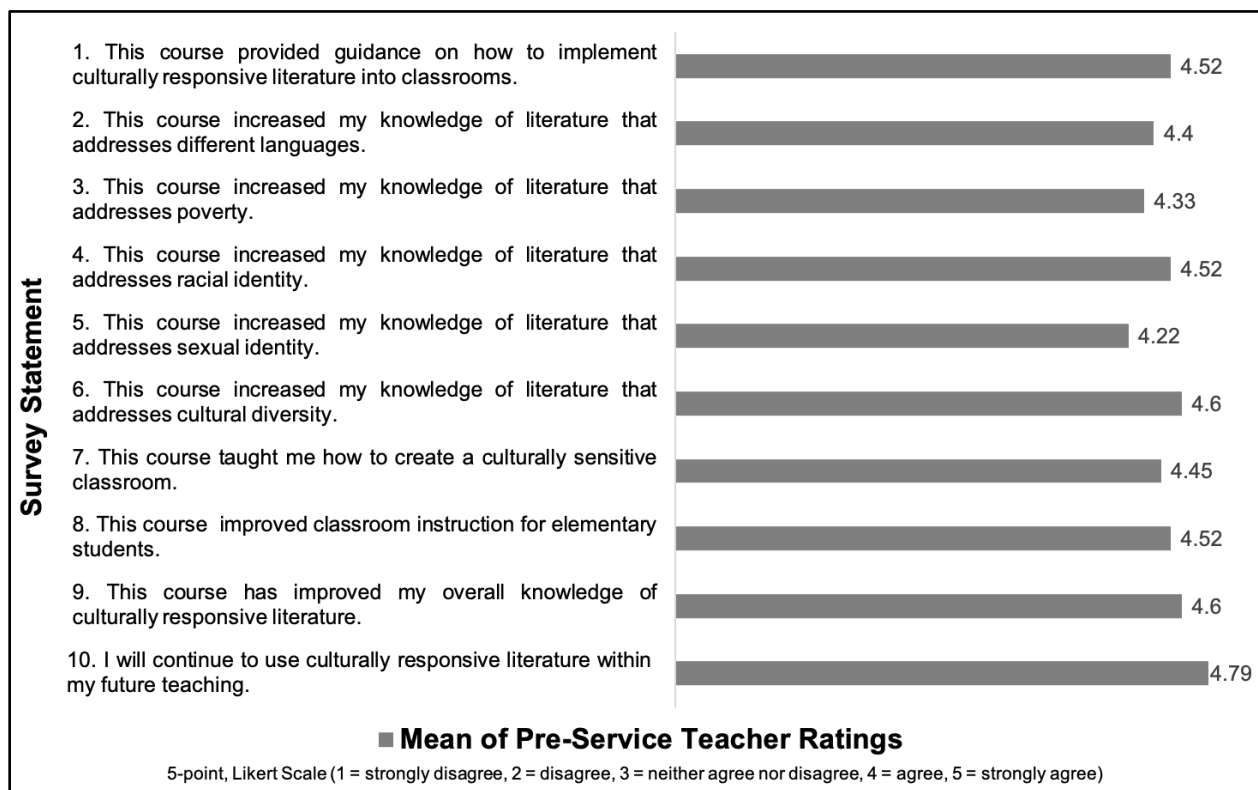 Survey Statement
1. This course provided guidance on how to implement
culturally responsive literature into classrooms.
4.52
2. This course increased my knowledge of literature that
addresses different languages.
4.4
3. This course increased my knowledge of literature that
addresses poverty.
4.33
4. This course increased my knowledge of literature that
addresses racial identity.
4.52
5. This course increased my knowledge of literature that
addresses sexual identity.
4.22
6. This course increased my knowledge of literature that
addresses cultural diversity.
4.6
7. This course taught me how to create a culturally sensitive
classroom.
4.45
8. This course improved classroom instruction for elementary
students.
4.52
9. This course has improved my overall knowledge of
culturally responsive literature.
4.6
10. I will continue to use culturally responsive literature within
my future teaching.
4.79
Mean of Pre-Service Teacher Ratings
5-point, Likert Scale (1 = strongly disagree, 2 = disagree, 3 = neither agree nor disagree, 4 = agree, 5 = strongly agree)